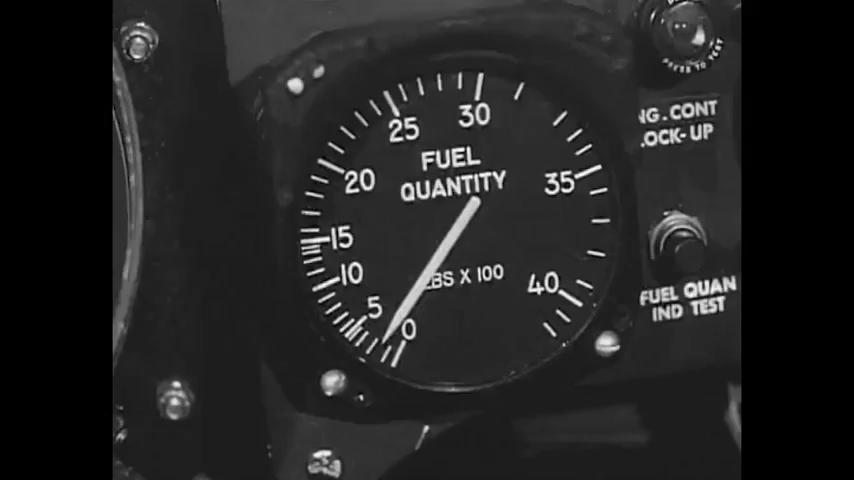 PRESS TO TEST
30
25
FUEL
QUANTITY
20
35
15
10
LBS X 100
40
5
0
NG. CONT
LOCK-UP
FUEL QUAN
IND TEST